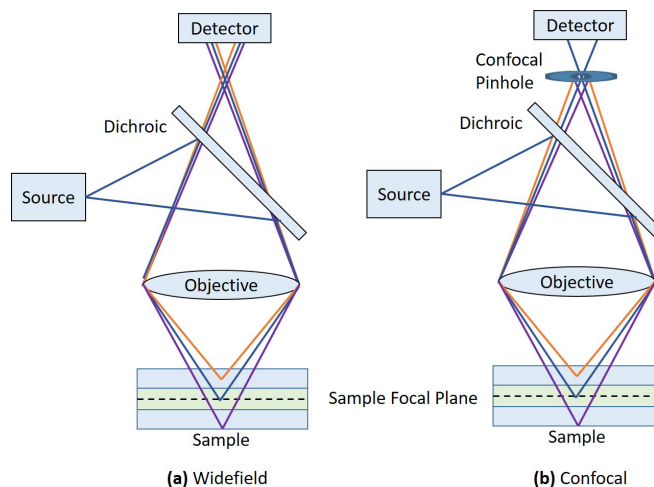 Detector
Dichroic
Source
Objective
Sample
(a) Widefield
Sample Focal Plane
Detector
Confocal
Pinhole
Dichroic
Source
Objective
Sample
(b) Confocal